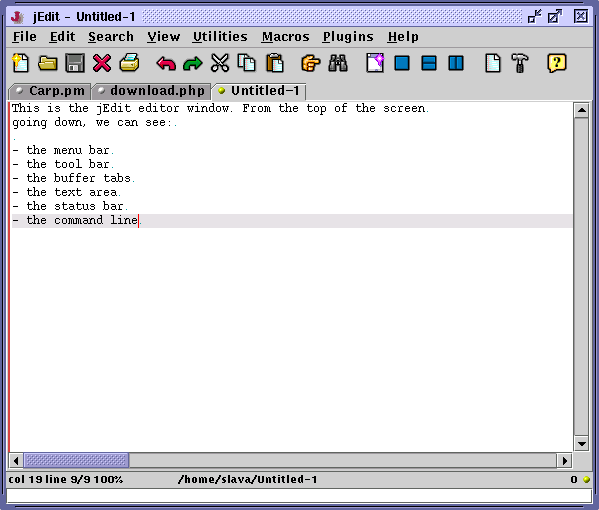 jEdit - Untitled-1
File Edit Search View Utilities Macros Plugins Help
Carp.pm download.php Untitled-1
This is the jEdit editor window. From the top of the screen.
going down, we can see:.
.
- the menu bar.
- the tool bar.
- the buffer tabs.
- the text area.
- the status bar.
- the command line
col 19 line 9/9 100% /home/slava/Untitled-1 0